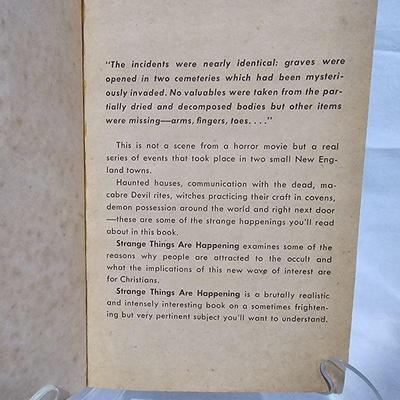 "The incidents were nearly identical: graves were
opened in two cemeteries which had been mysteri-
ously invaded. No valuables were taken from the par-
tially dried and decomposed bodies but other items
were missing—arms, fingers, toes. . . ."
This is not a scene from a horror movie but a real
series of events that took place in two small New Eng-
land towns.
Haunted houses, communication with the dead, ma-
cabre Devil rites, witches practicing their craft in covens,
demon possession around the world and right next door
—these are some of the strange happenings you'll read
about in this book.
Strange Things Are Happening examines some of the
reasons why people are attracted to the occult and
what the implications of this new wave of interest are
for Christians.
Strange Things Are Happening is a brutally realistic
and intensely interesting book on a sometimes frighten-
ing but very pertinent subject you'll want to understand.